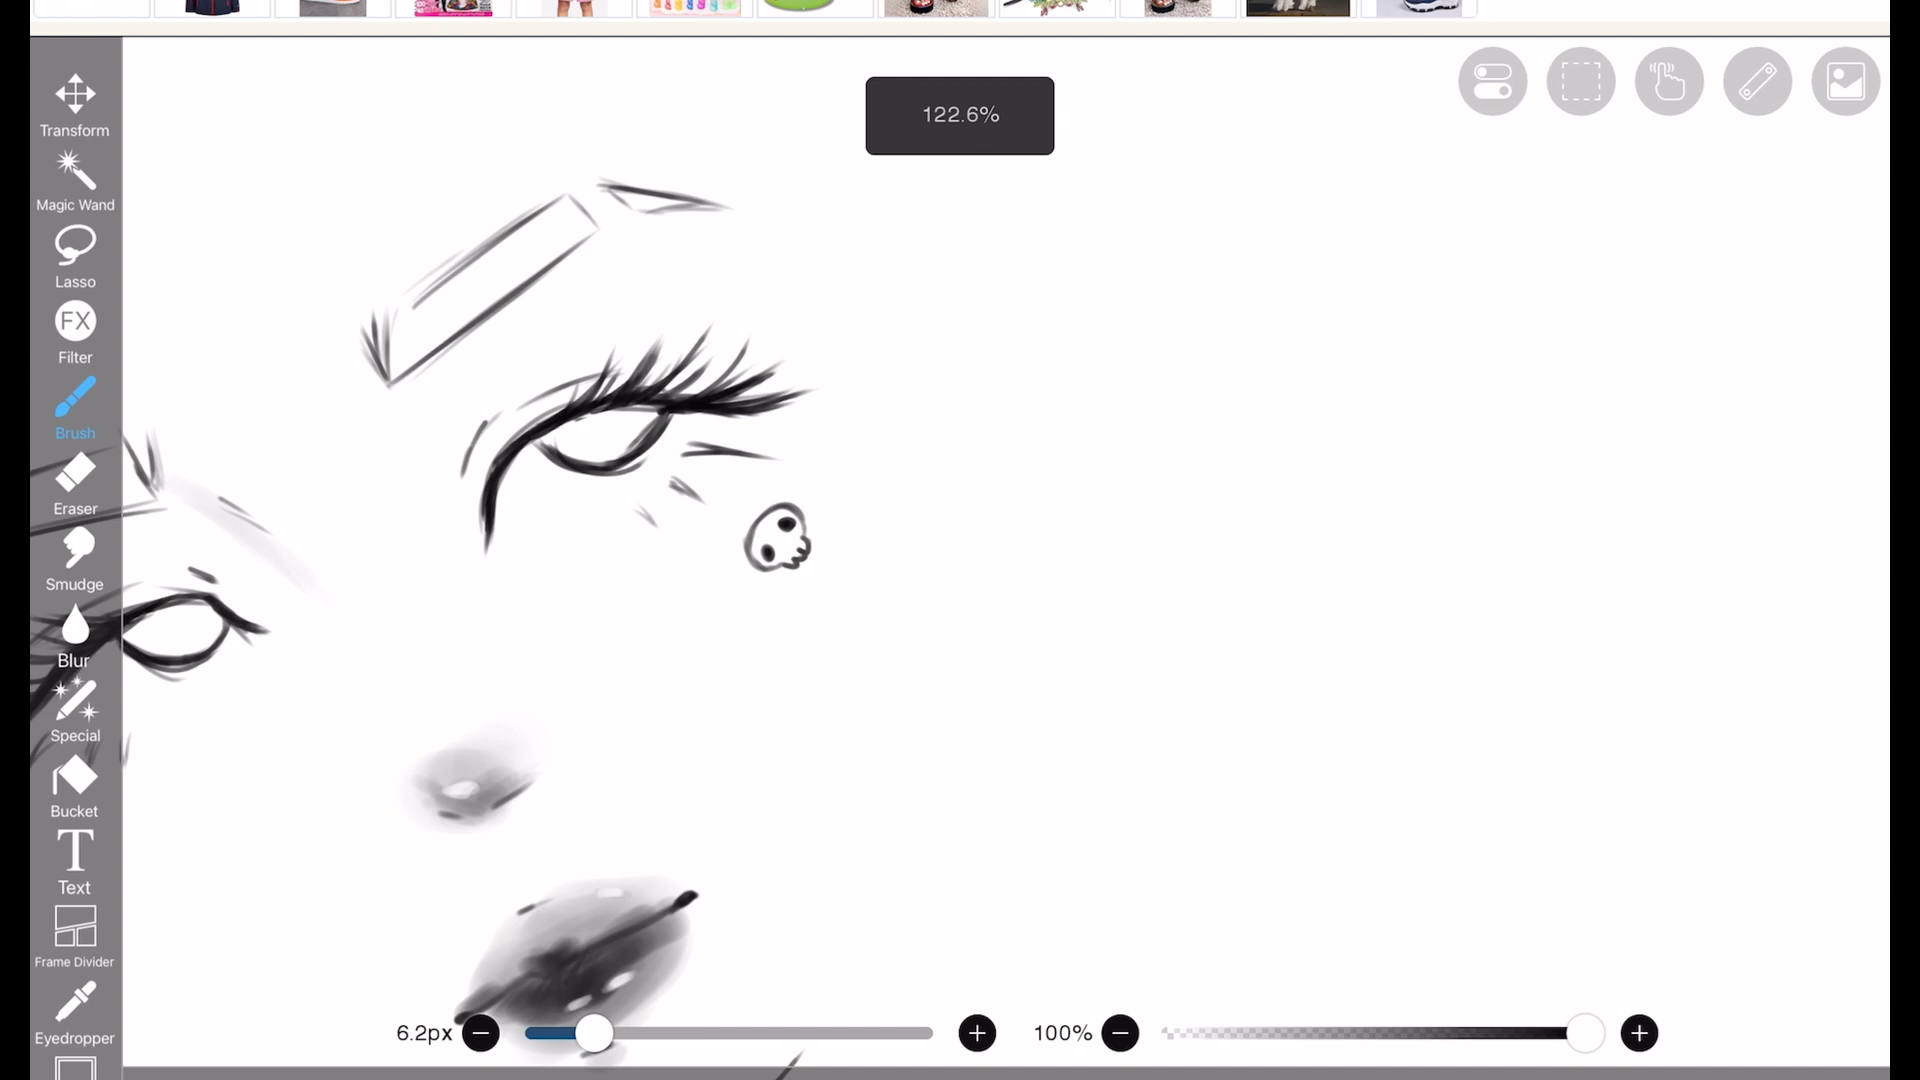 122.6%
Transform
Magic Wand
Lasso
FX
Filter
Brush
Eraser
Smudge
Blur
Special
Bucket
T
Text
Frame Divider
Eyedropper
6.2px
100%